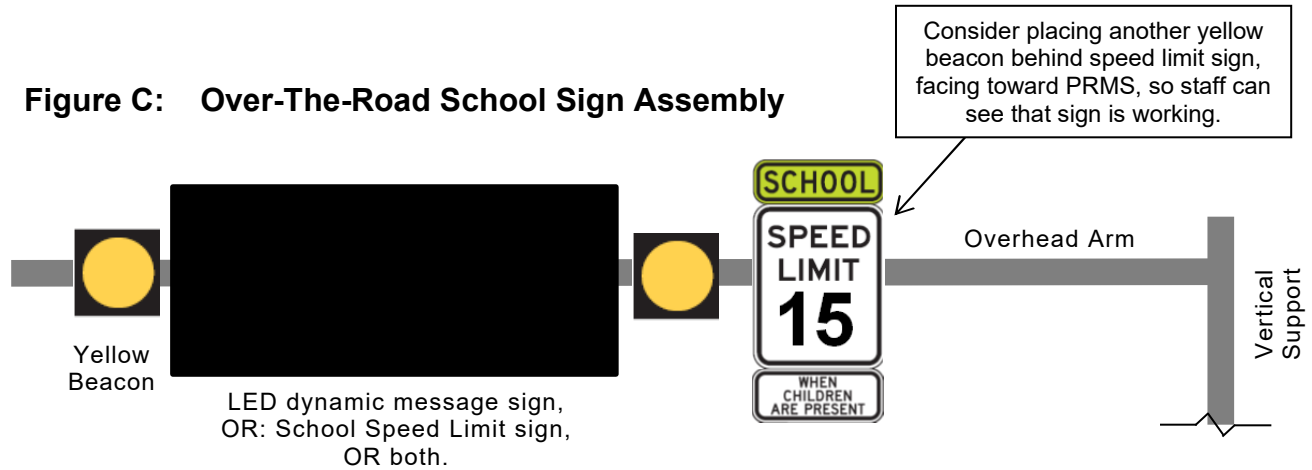 Consider placing another yellow
beacon behind speed limit sign,
facing toward PRMS, so staff can
see that sign is working.
Figure C: Over-The-Road School Sign Assembly
SCHOOL
SPEED
LIMIT
15
WHEN
CHILDREN
ARE PRESENT
Overhead Arm
Vertical
Support
Yellow
Beacon
LED dynamic message sign,
OR: School Speed Limit sign,
OR both.